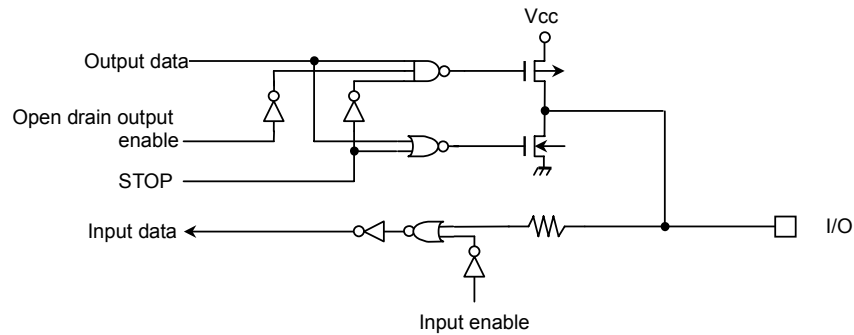 Vcc
Output data
Open drain output
enable
STOP
Input data
I/O
Input enable